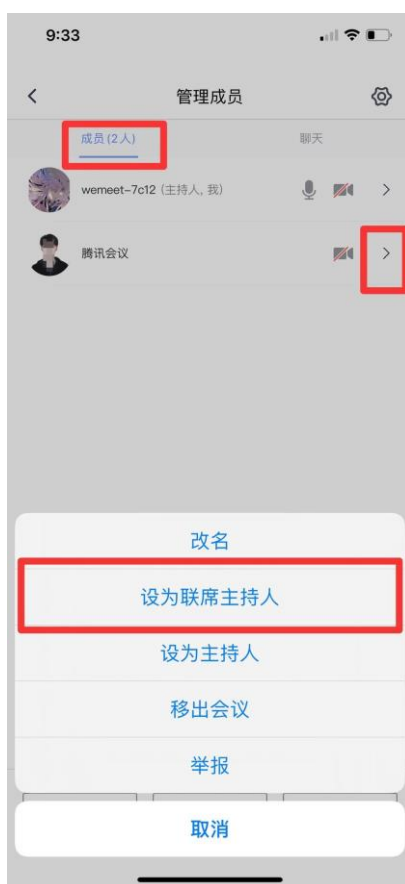 9:33
管理成员
成员(2人)
聊天
wemeet-7c12 (主持人, 我)
腾讯会议
改名
设为联席主持人
设为主持人
移出会议
举报
取消